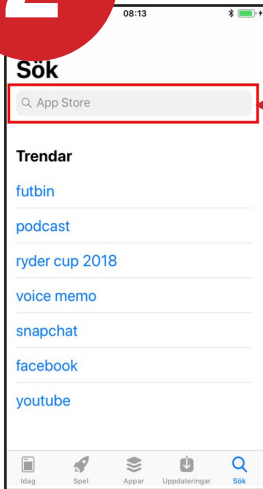 2
08:13
Sök
App Store
Trendar
futbin
podcast
ryder cup 2018
voice memo
snapchat
facebook
youtube
Idag Spel Appar Uppdateringar Sök